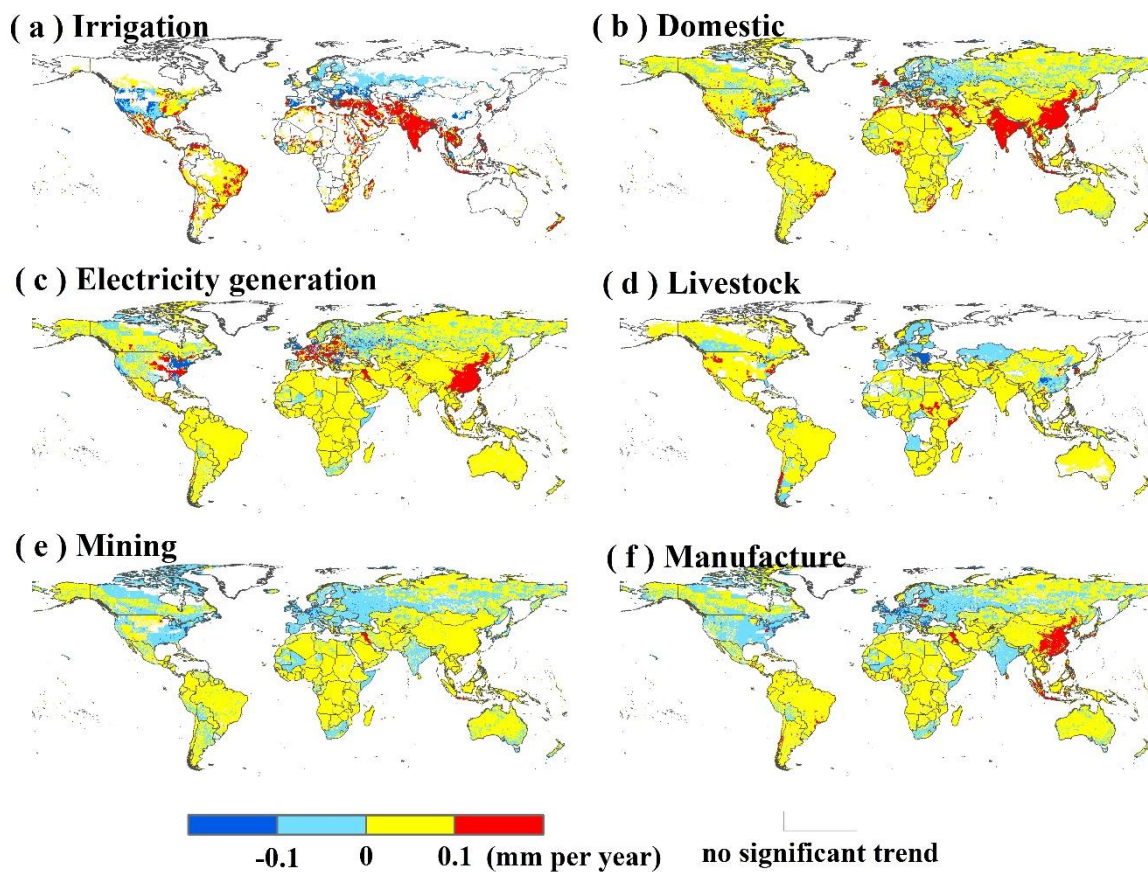 ( a ) Irrigation
( b ) Domestic
( c ) Electricity generation
( d ) Livestock
( e ) Mining
( f ) Manufacture
-0.1 0 0.1 (mm per year)
no significant trend